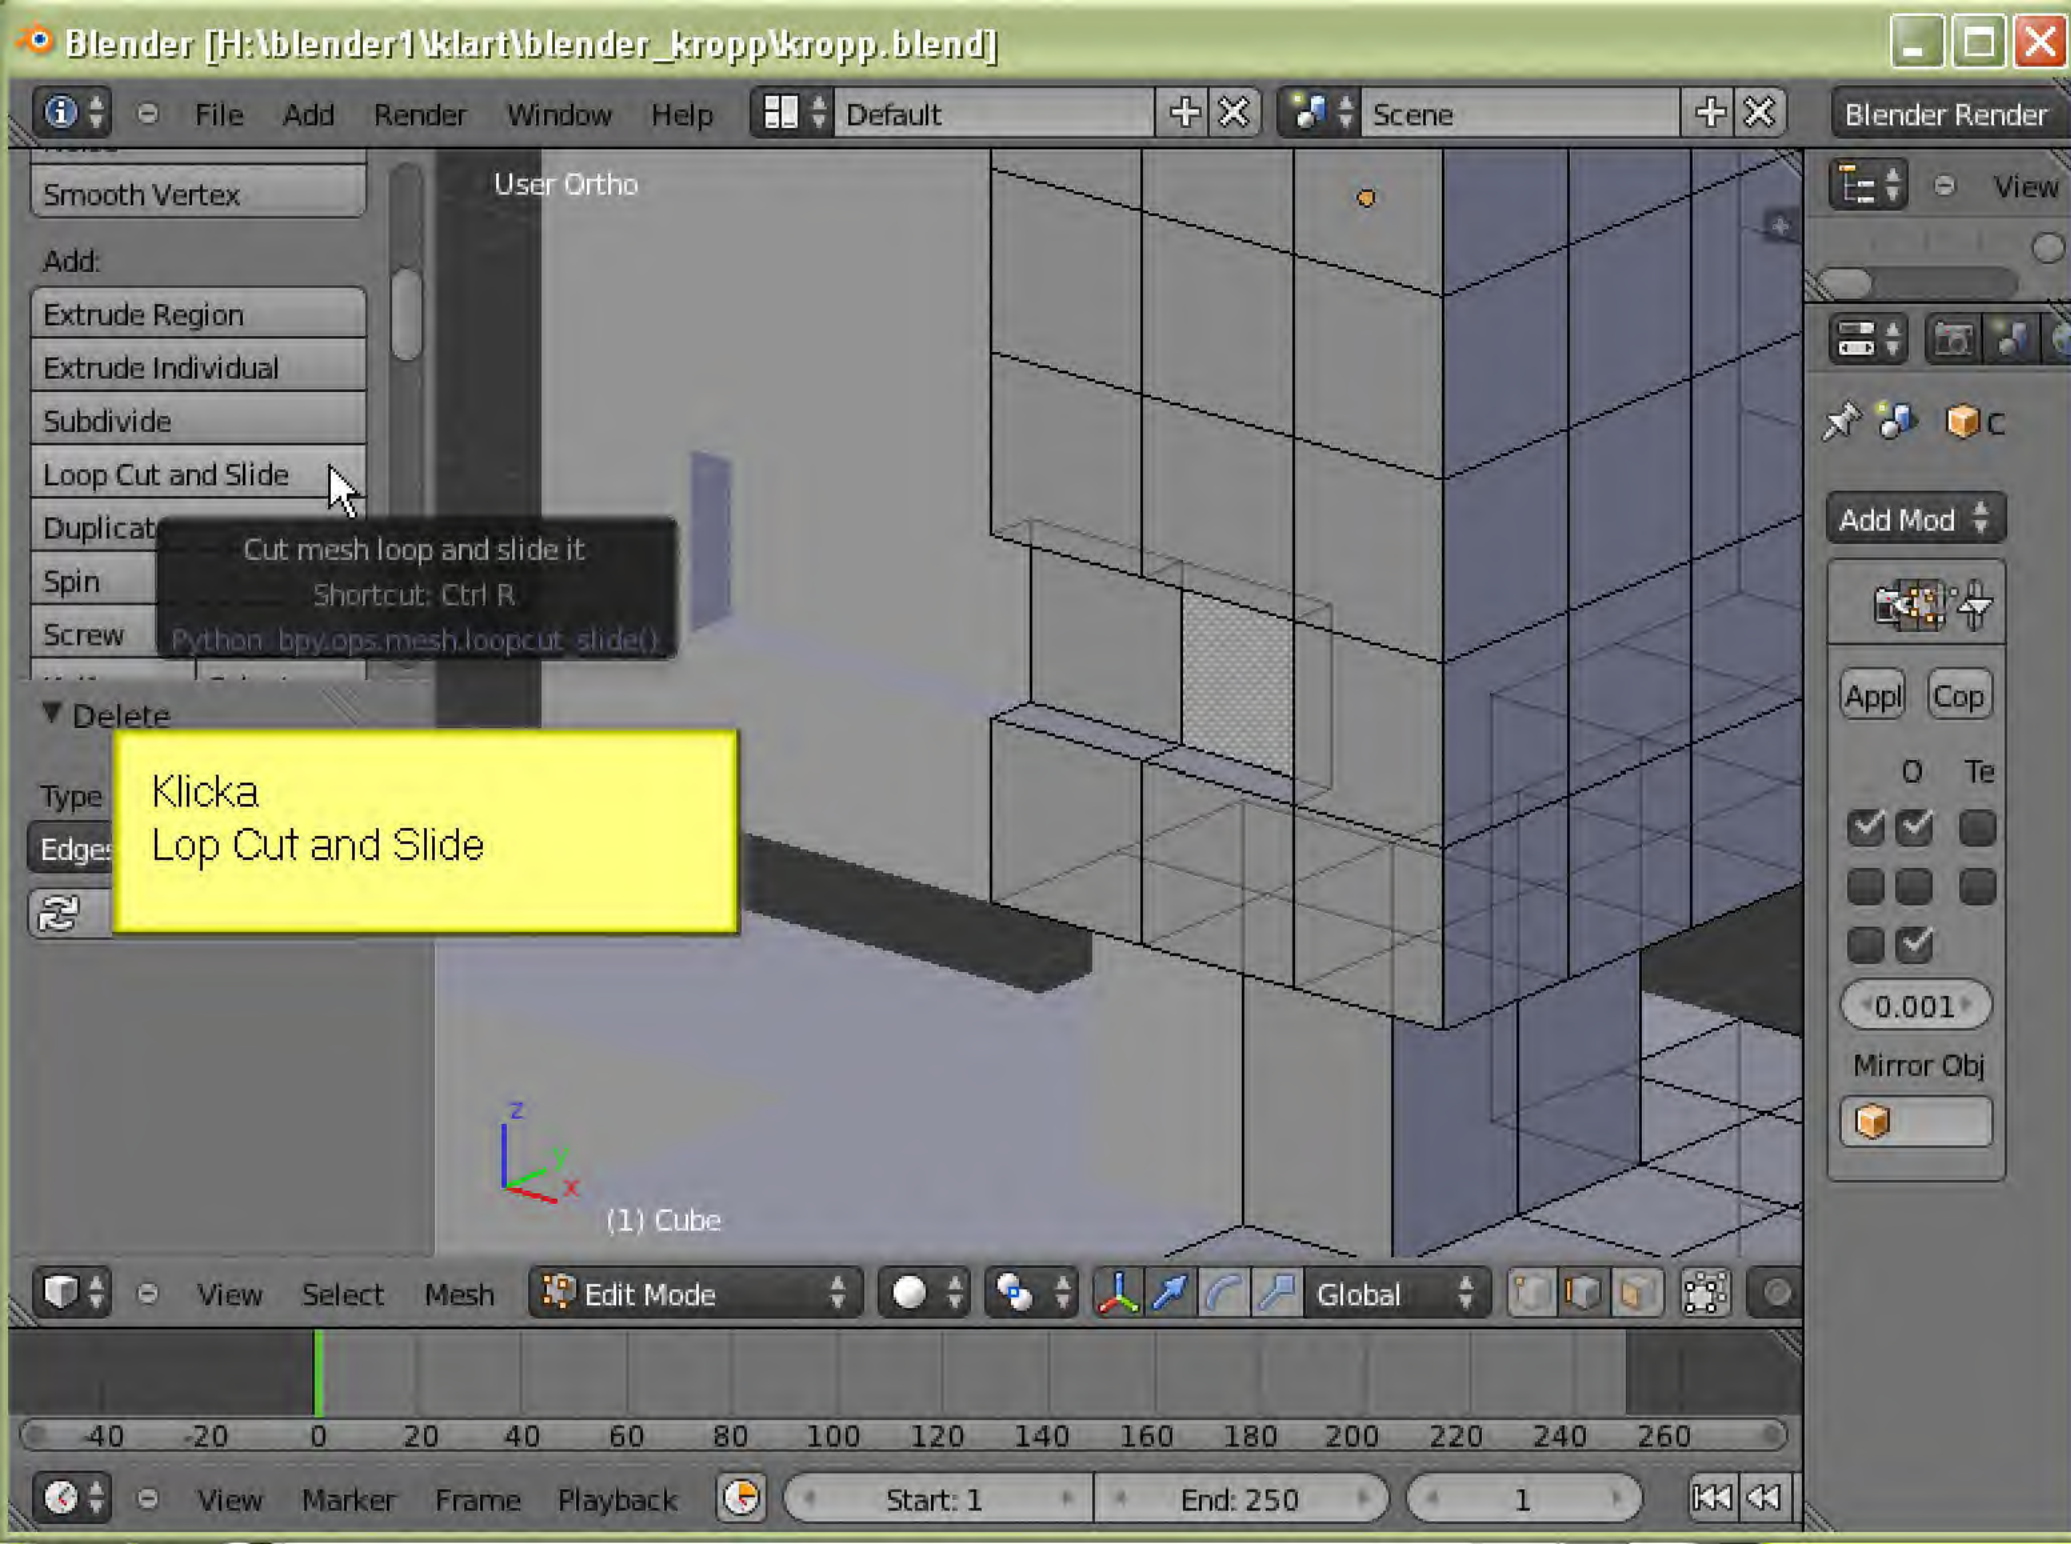 Blender [H:\blender1\klart\blender_kropp\kropp.blend]
File Add Render Window Help Default Scene Blender Render
Smooth Vertex
User Ortho
View
Add:
Extrude Region
Extrude Individual
Subdivide
Loop Cut and Slide
C
Duplicat
Add Mod
Cut mesh loop and slide it
Spin
Shortcut: Ctrl R
Screw
Python: bpy.ops.mesh.loopcut_slide()
Appl Cop
Delete
O Te
Type
Klicka
Edges
Lop Cut and Slide
0.001
Mirror Obj
z
y
x
(1) Cube
View Select Mesh Edit Mode Global
-40 -20 0 20 40 60 80 100 120 140 160 180 200 220 240 260
View Marker Frame Playback Start: 1 End: 250 1